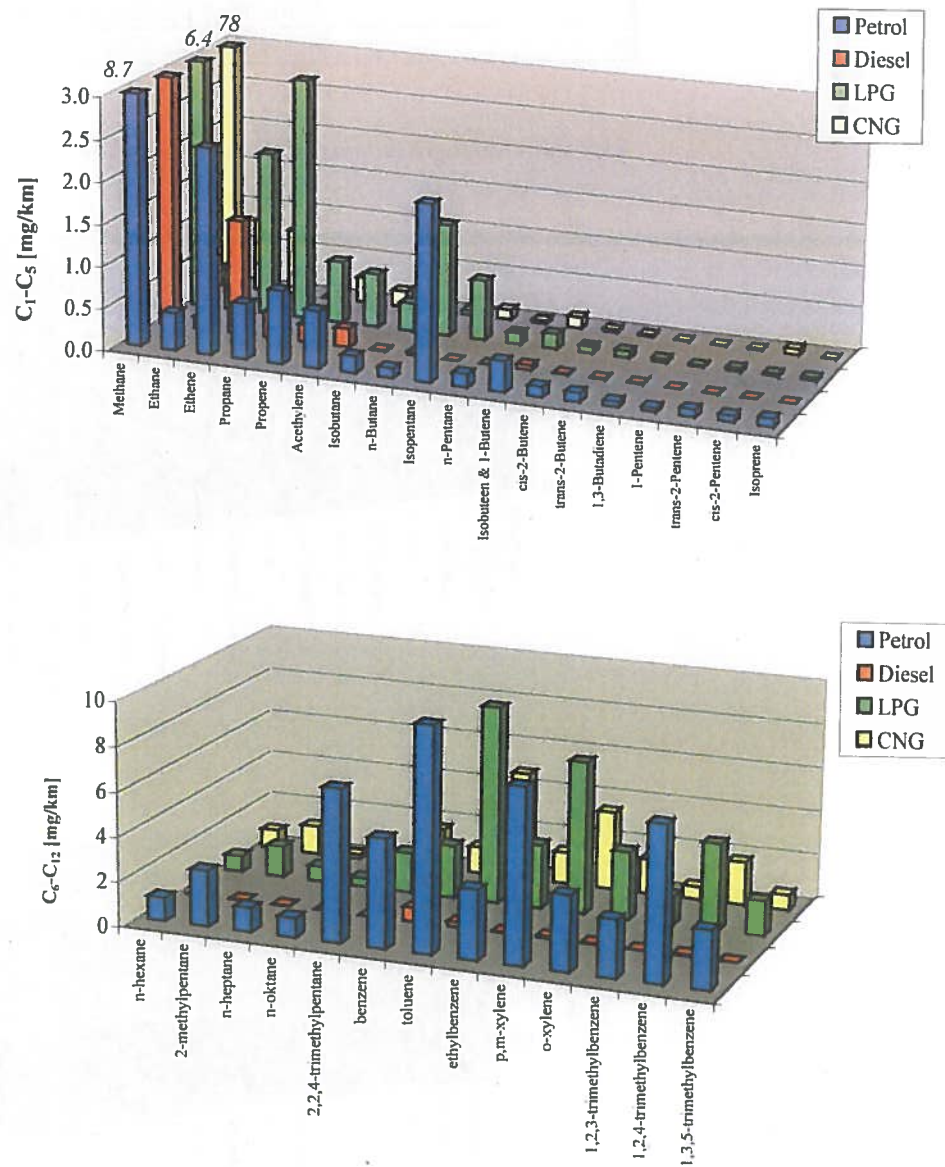 78
6.4
8.7
3.0
2.5
2.0
1.5
1.0
0.5
0.0
C₁-C₅ [mg/km]
Petrol
Diesel
LPG
CNG
Methane
Ethane
Ethene
Propane
Propene
Acethylene
Isobutane
n-Butane
Isopentane
n-Pentane
Isobuteen & 1-Butene
cis-2-Butene
trans-2-Butene
1,3-Butadiene
1-Pentene
trans-2-Pentene
cis-2-Pentene
Isoprene
10
8
6
4
2
0
C₆-C₁₂ [mg/km]
Petrol
Diesel
LPG
CNG
n-hexane
2-methylpentane
n-heptane
n-oktane
2,2,4-trimethylpentane
benzene
toluene
ethylbenzene
p,m-xylene
o-xylene
1,2,3-trimethylbenzene
1,2,4-trimethylbenzene
1,3,5-trimethylbenzene